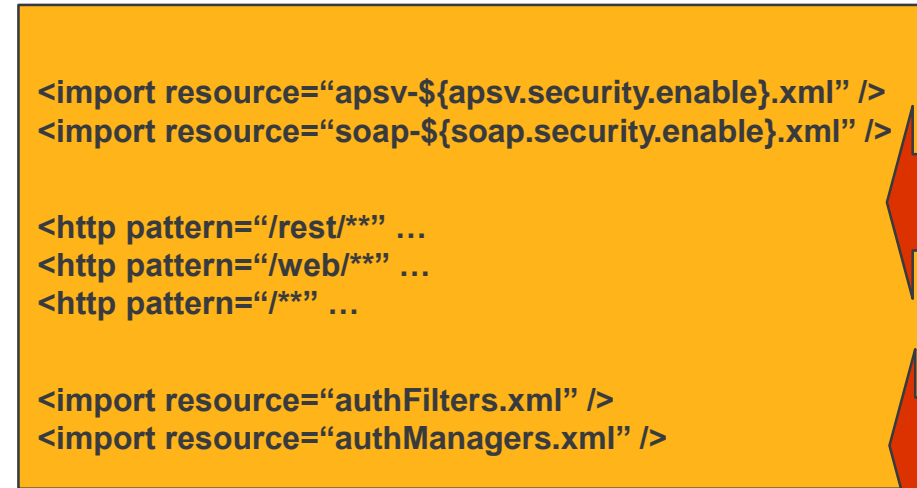 <import resource=“apsv-${apsv.security.enable}.xml” />
<import resource=“soap-${soap.security.enable}.xml” />
<http pattern=“/rest/**” …
<http pattern=“/web/**” …
<http pattern=“/**” …
<import resource=“authFilters.xml” />
<import resource=“authManagers.xml” />